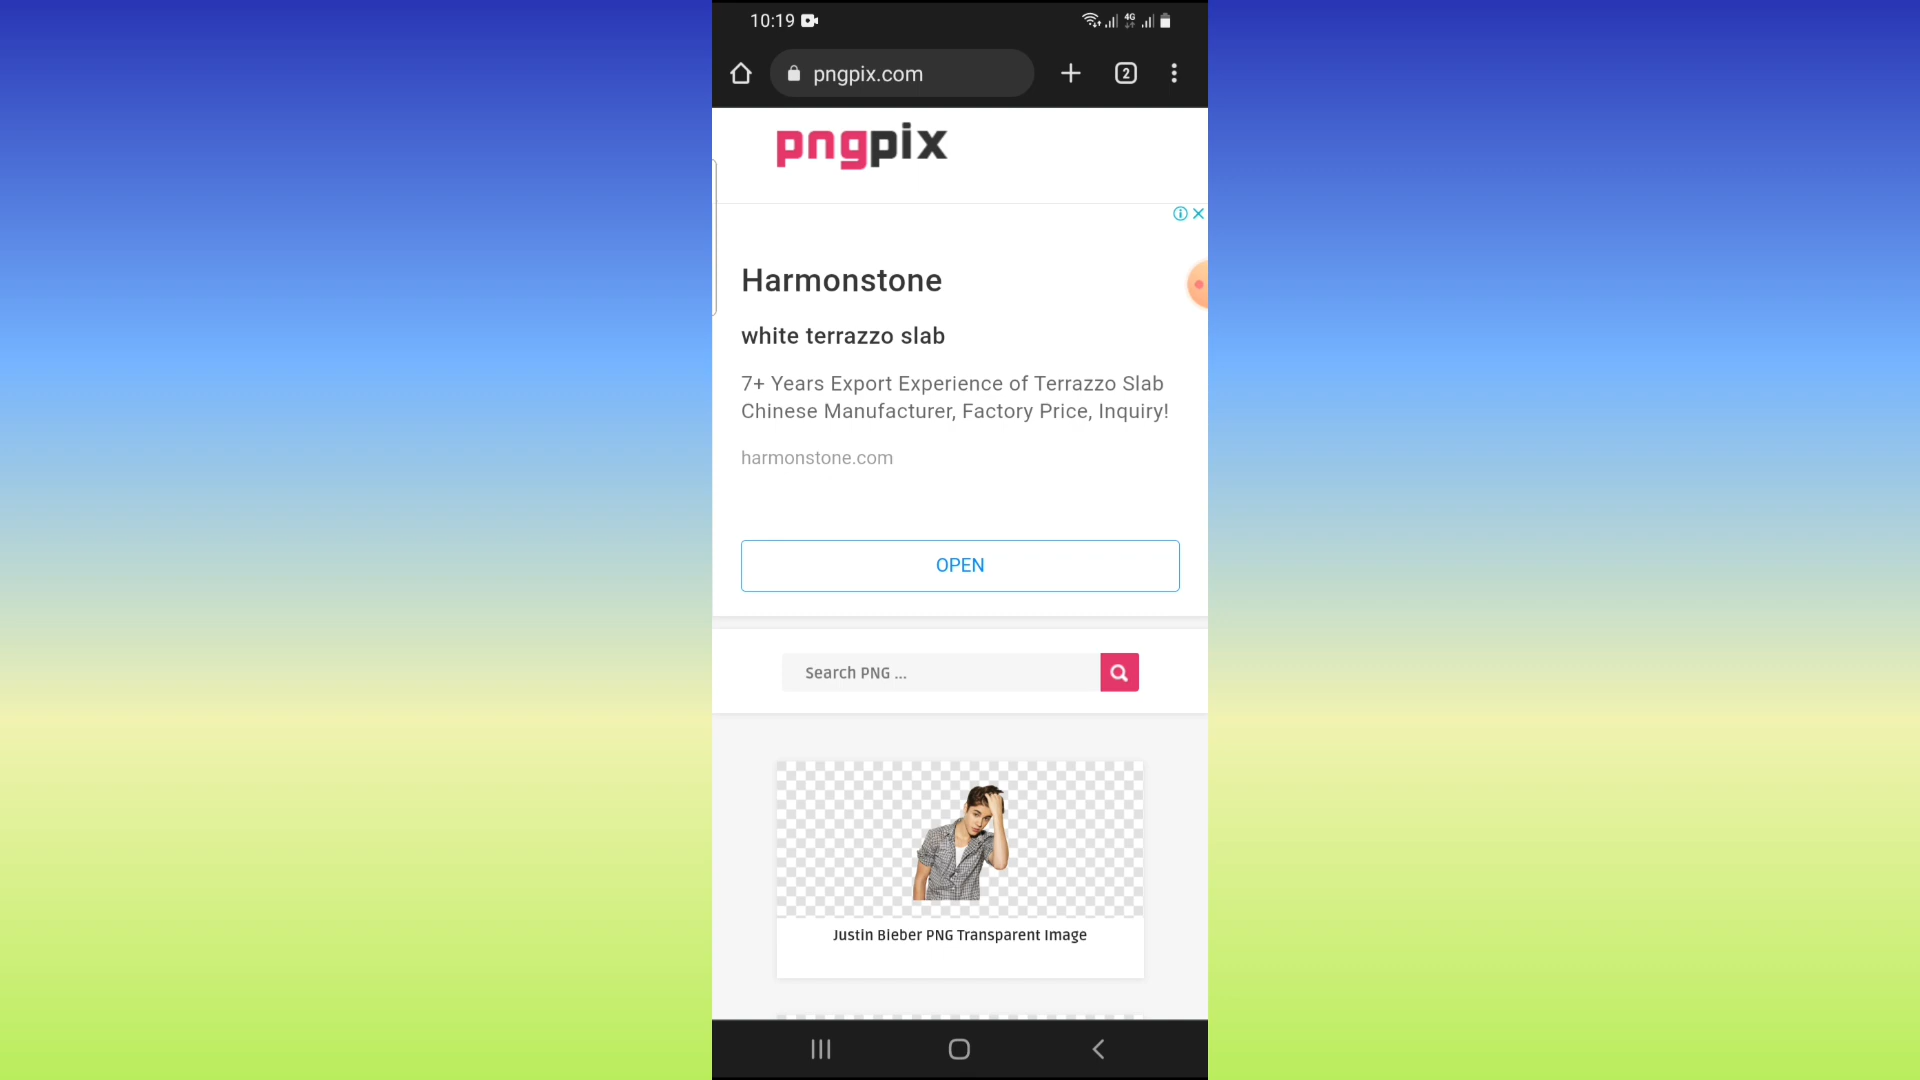 10:19
4G
pngpix.com
2
pngpix
Harmonstone
white terrazzo slab
7+ Years Export Experience of Terrazzo Slab
Chinese Manufacturer, Factory Price, Inquiry!
harmonstone.com
OPEN
Search PNG ...
Justin Bieber PNG Transparent Image